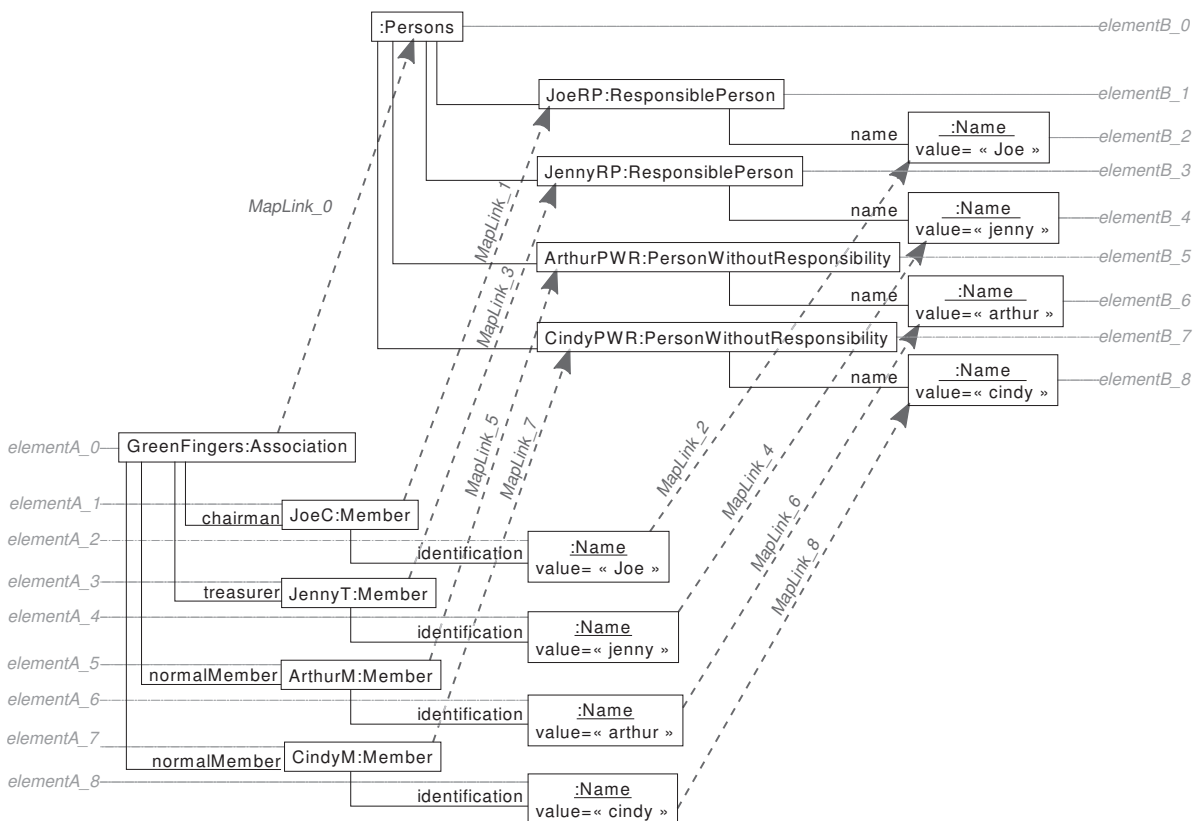 :Persons
elementB_0
JoeRP:ResponsiblePerson
elementB_1
name
:Name
value= « Joe »
elementB_2
JennyRP:ResponsiblePerson
elementB_3
name
:Name
value=« jenny »
elementB_4
ArthurPWR:PersonWithoutResponsibility
elementB_5
name
:Name
value=« arthur »
elementB_6
CindyPWR:PersonWithoutResponsibility
elementB_7
name
:Name
value=« cindy »
elementB_8
MapLink_0
MapLink_1
MapLink_3
MapLink_5
MapLink_7
MapLink_2
MapLink_4
MapLink_6
MapLink_8
elementA_0
GreenFingers:Association
elementA_1
chairman
JoeC:Member
elementA_2
identification
:Name
value= « Joe »
elementA_3
treasurer
JennyT:Member
elementA_4
identification
:Name
value=« jenny »
elementA_5
normalMember
ArthurM:Member
elementA_6
identification
:Name
value=« arthur »
elementA_7
normalMember
CindyM:Member
elementA_8
identification
:Name
value=« cindy »